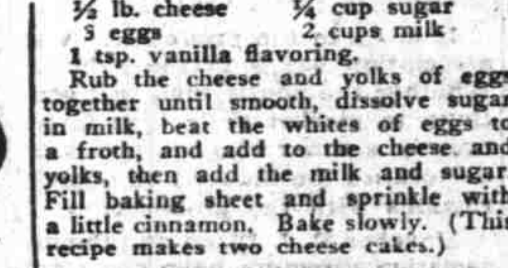 ½ lb. cheese ¾ cup sugar
3 eggs 2 cups milk
1 tsp. vanilla flavoring.
Rub the cheese and yolks of eggs
together until smooth, dissolve sugar
in milk, beat the whites of eggs to
a froth, and add to the cheese and
yolks, then add the milk and sugar.
Fill baking sheet and sprinkle with
a little cinnamon. Bake slowly. (This
recipe makes two cheese cakes.)